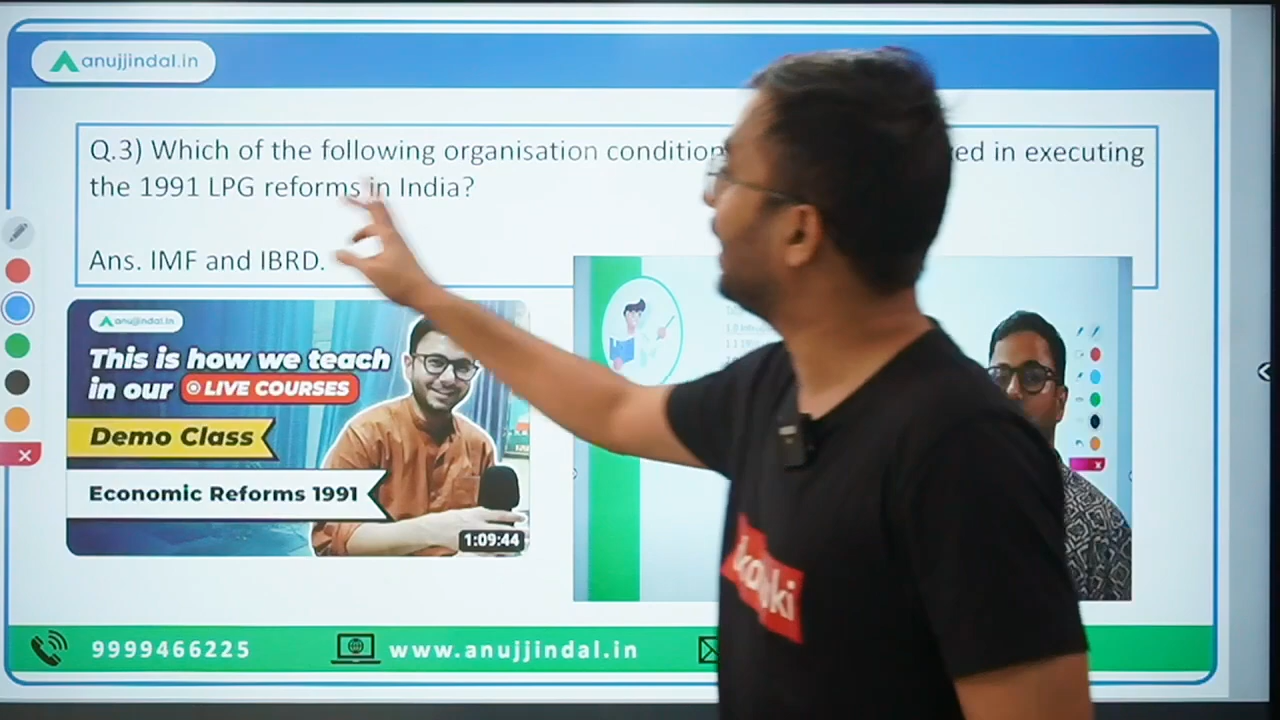 anujjindal.in
Q.3) Which of the following organisation condition ed in executing
the 1991 LPG reforms in India?
Ans. IMF and IBRD.
anujjindal.in
This is how we teach
in our LIVE COURSES
Demo Class
Economic Reforms 1991
1:09:44
9999466225
www.anujjindal.in